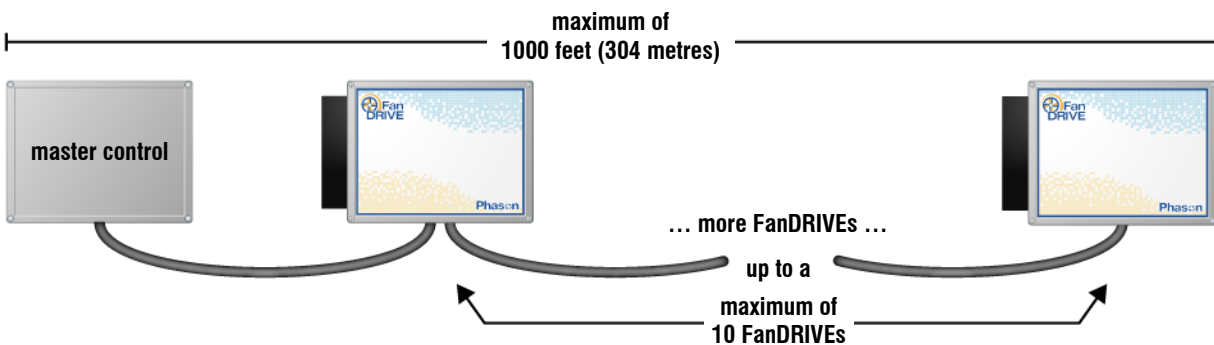 maximum of
1000 feet (304 metres)
master control
Fan
DRIVE
Phason
Fan
DRIVE
Phason
… more FanDRIVEs …
up to a
maximum of
10 FanDRIVEs